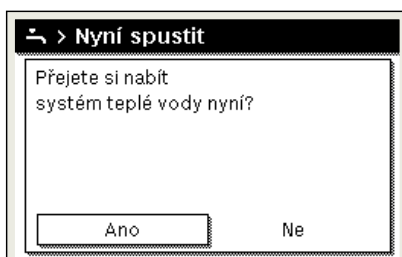 > Nyní spustit
Přejete si nabít
systém teplé vody nyní?
Ano
Ne